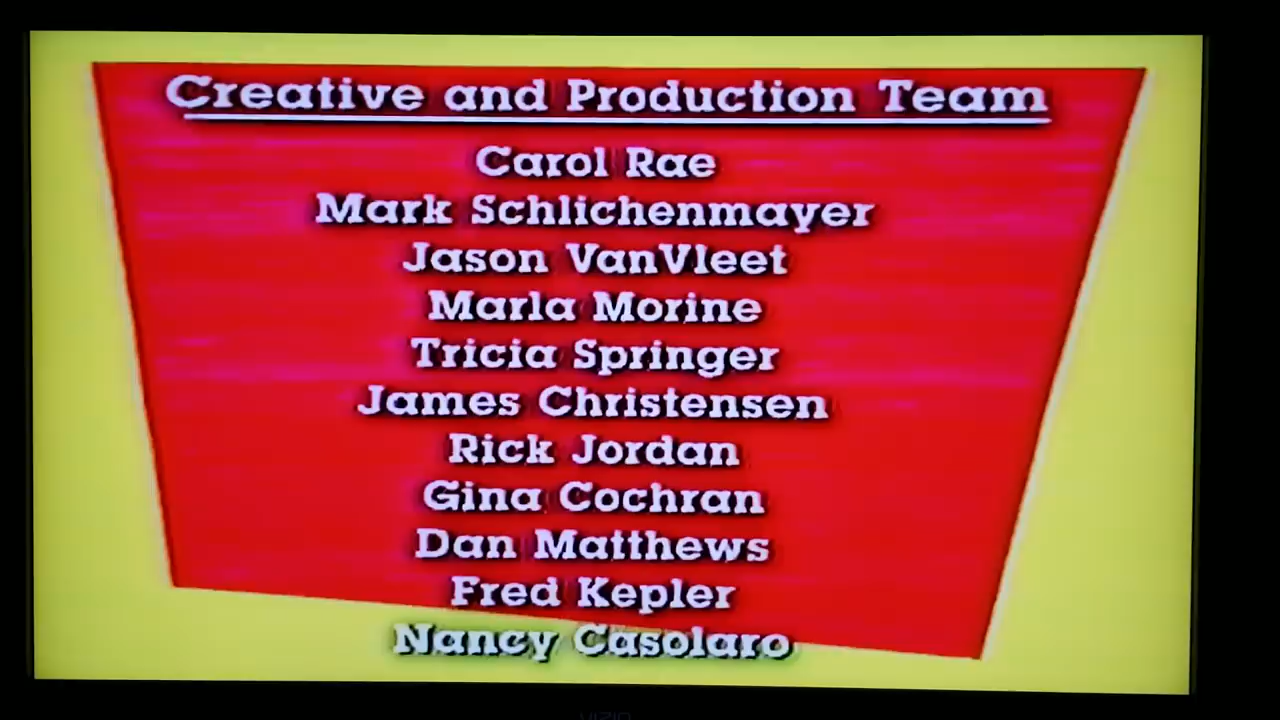 Creative and Production Team
Carol Rae
Mark Schlichenmayer
Jason VanVleet
Marla Morine
Tricia Springer
James Christensen
Rick Jordan
Gina Cochran
Dan Matthews
Fred Kepler
Nancy Casolaro
VIZIO